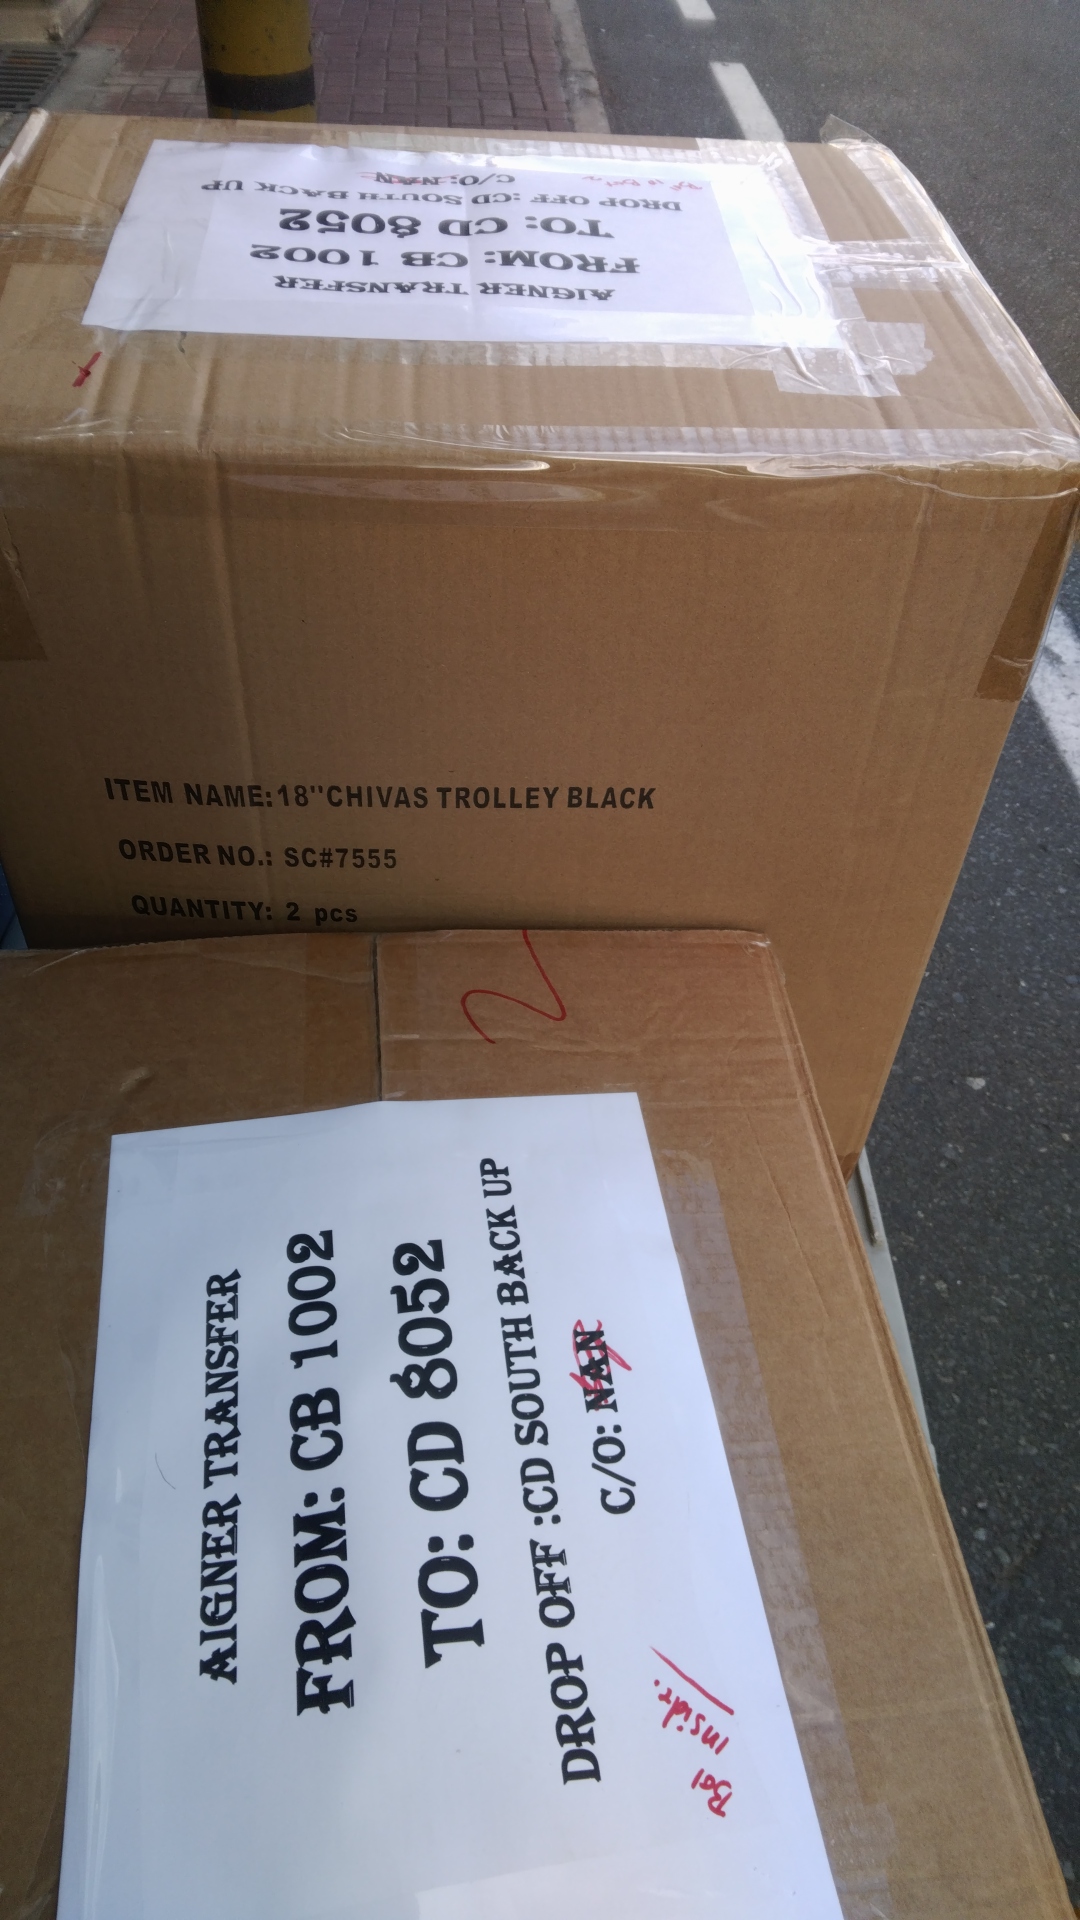 AIGNER TRANSFER
FROM: CB 1002
TO: CD 8052
DROP OFF :CD SOUTH BACK UP
C/O: NAN
ITEM NAME:18"CHIVAS TROLLEY BLACK
ORDER NO.: SC#7555
QUANTITY: 2 pcs
2
AIGNER TRANSFER
FROM: CB 1002
TO: CD 8052
DROP OFF :CD SOUTH BACK UP
C/O: NAN
inside.